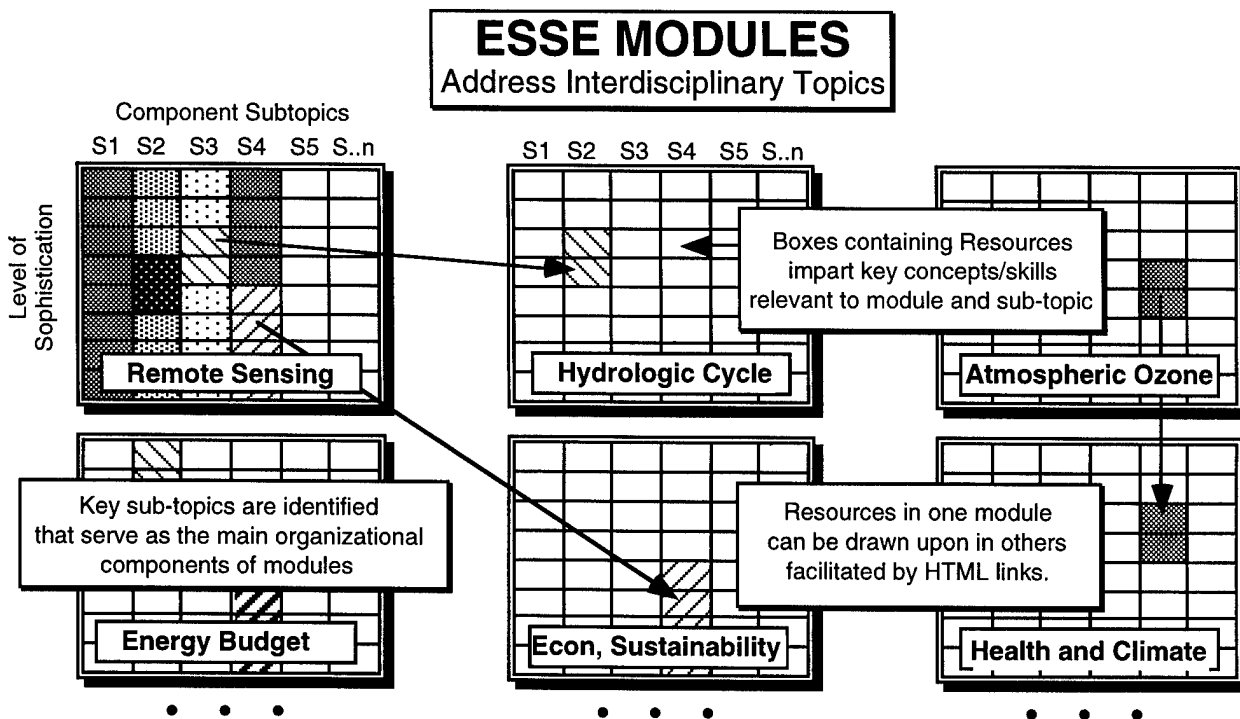 ESSE MODULES
Address Interdisciplinary Topics
Component Subtopics
S1 S2 S3 S4 S5 S..n
Level of
Sophistication
Remote Sensing
S1 S2 S3 S4 S5 S..n
Hydrologic Cycle
Boxes containing Resources
impart key concepts/skills
relevant to module and sub-topic
Atmospheric Ozone
Key sub-topics are identified
that serve as the main organizational
components of modules
Energy Budget
Econ, Sustainability
Resources in one module
can be drawn upon in others
facilitated by HTML links.
Health and Climate